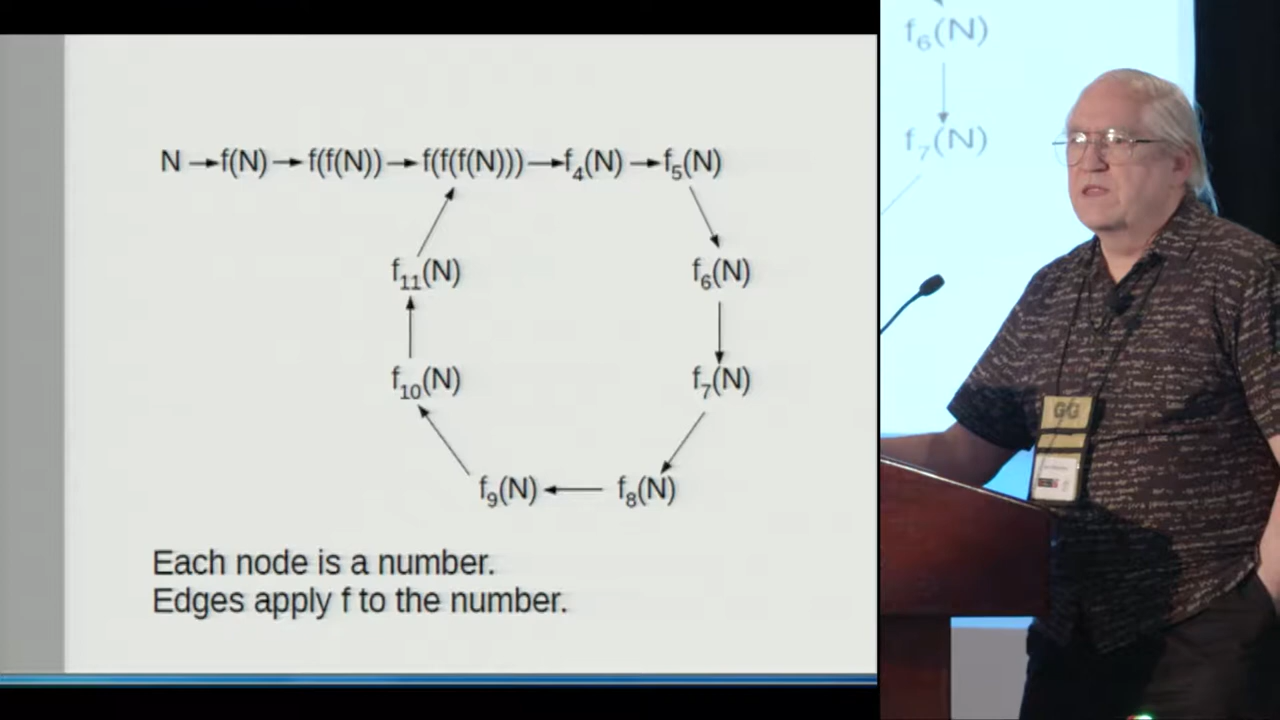 N → f(N) → f(f(N)) → f(f(f(N))) → f₄(N) → f₅(N)
f₁₁(N) f₆(N)
f₁₀(N) f₇(N)
f₉(N) ← f₈(N)
Each node is a number.
Edges apply f to the number.
f₆(N)
f₇(N)
GG